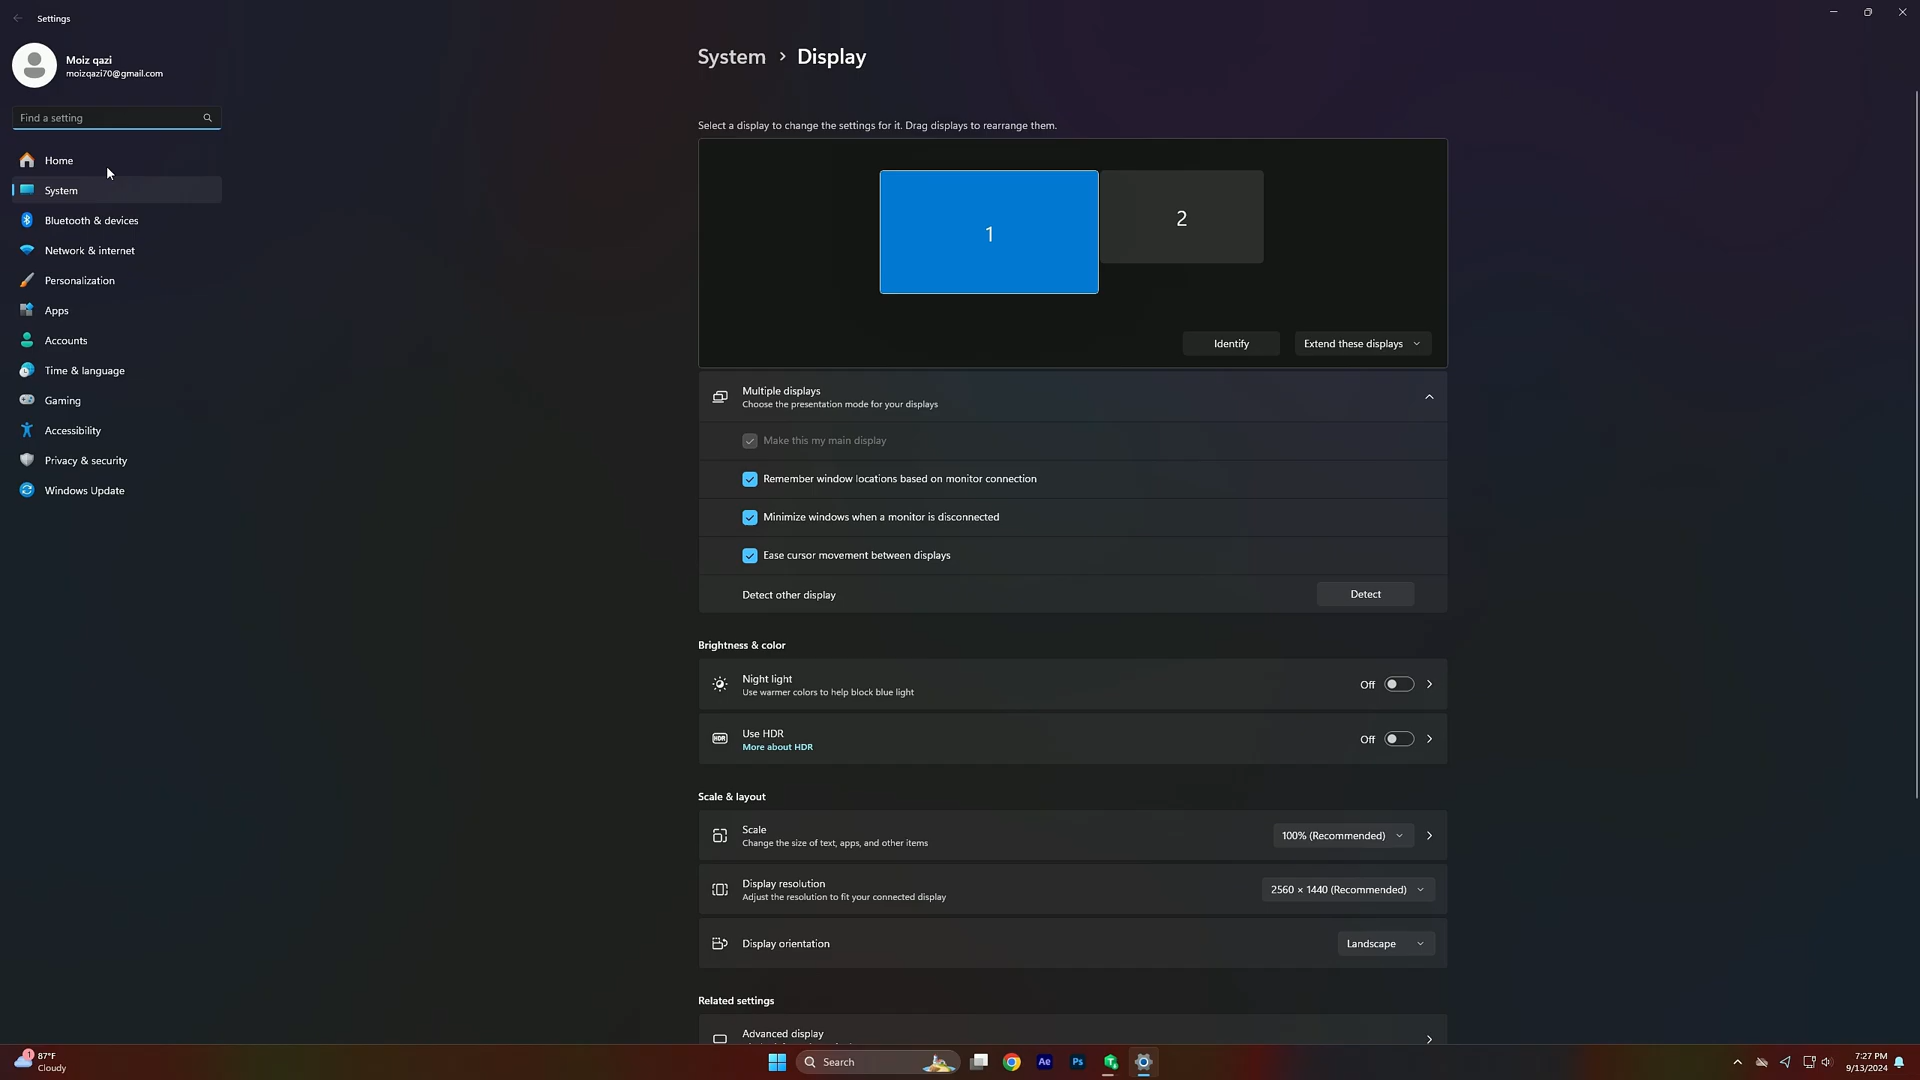 Settings
Moiz qazi
moizqazi70@gmail.com
Find a setting
Home
System
Bluetooth & devices
Network & internet
Personalization
Apps
Accounts
Time & language
Gaming
Accessibility
Privacy & security
Windows Update
System > Display
Select a display to change the settings for it. Drag displays to rearrange them.
1
2
Identify
Extend these displays
Multiple displays
Choose the presentation mode for your displays
Make this my main display
Remember window locations based on monitor connection
Minimize windows when a monitor is disconnected
Ease cursor movement between displays
Detect other display
Detect
Brightness & color
Night light
Use warmer colors to help block blue light
Off
HDR
Use HDR
More about HDR
Off
Scale & layout
Scale
Change the size of text, apps, and other items
100% (Recommended)
Display resolution
Adjust the resolution to fit your connected display
2560 × 1440 (Recommended)
Display orientation
Landscape
Related settings
Advanced display
1
87°F
Cloudy
Search
Ae
Ps
7:27 PM
9/13/2024